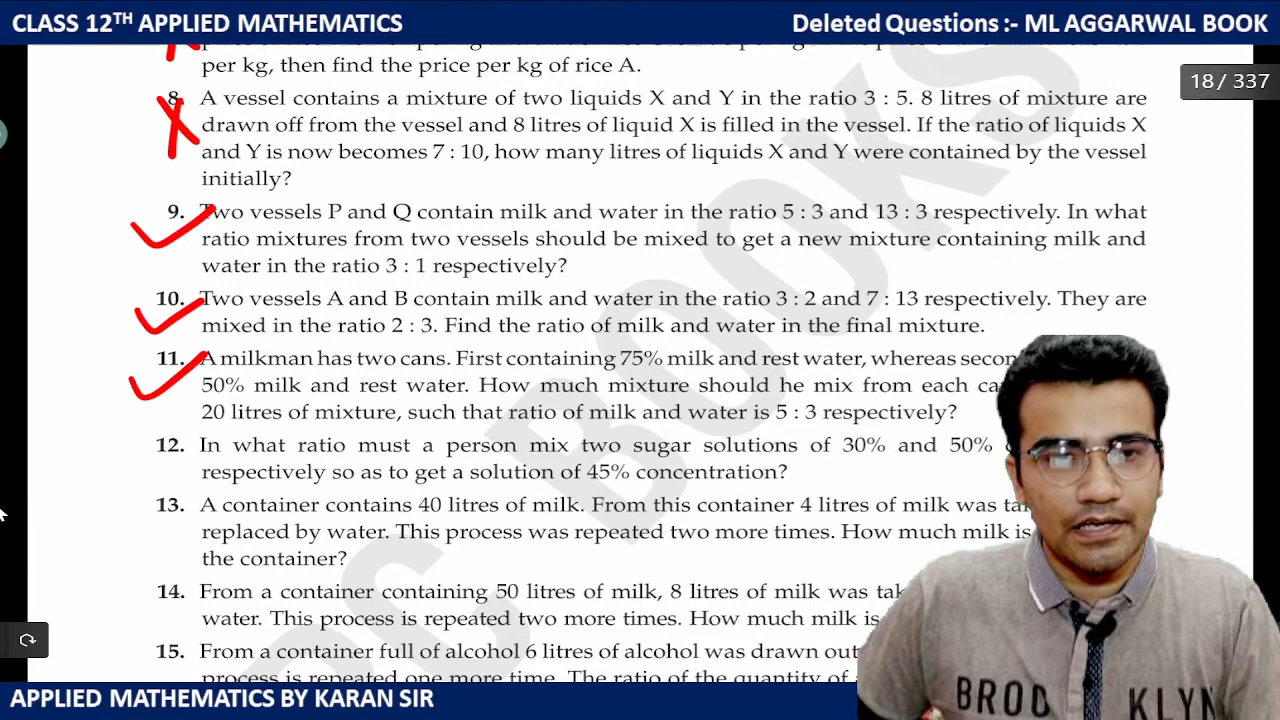 CLASS 12TH APPLIED MATHEMATICS
Deleted Questions :- ML AGGARWAL BOOK
18 / 337
per kg, then find the price per kg of rice A.
8. A vessel contains a mixture of two liquids X and Y in the ratio 3 : 5. 8 litres of mixture are
drawn off from the vessel and 8 litres of liquid X is filled in the vessel. If the ratio of liquids X
and Y is now becomes 7 : 10, how many litres of liquids X and Y were contained by the vessel
initially?
9. Two vessels P and Q contain milk and water in the ratio 5 : 3 and 13 : 3 respectively. In what
ratio mixtures from two vessels should be mixed to get a new mixture containing milk and
water in the ratio 3 : 1 respectively?
10. Two vessels A and B contain milk and water in the ratio 3 : 2 and 7 : 13 respectively. They are
mixed in the ratio 2 : 3. Find the ratio of milk and water in the final mixture.
11. A milkman has two cans. First containing 75% milk and rest water, whereas
50% milk and rest water. How much mixture should he mix from each
20 litres of mixture, such that ratio of milk and water is 5 : 3 respectively?
12. In what ratio must a person mix two sugar solutions of 30% and 50%
respectively so as to get a solution of 45% concentration?
13. A container contains 40 litres of milk. From this container 4 litres of milk was
replaced by water. This process was repeated two more times. How much milk is
the container?
14. From a container containing 50 litres of milk, 8 litres of milk was
water. This process is repeated two more times. How much milk is
15. From a container full of alcohol 6 litres of alcohol was drawn out
process is repeated one more time. The ratio of the quantity of
PC BOOKS
BROO KLYN
APPLIED MATHEMATICS BY KARAN SIR